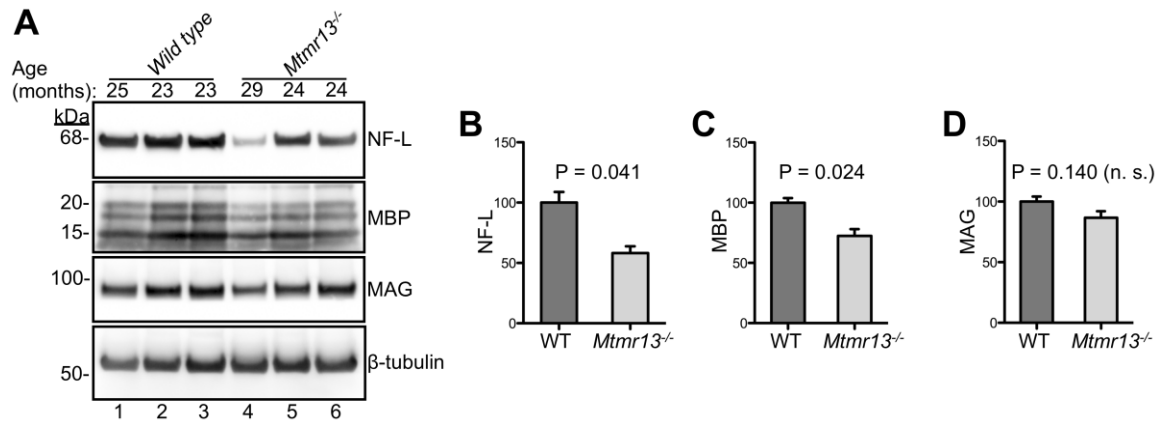 A
Wild type
Mtmr13-/-
Age
(months): 25 23 23 29 24 24
kDa
68-
NF-L
20-
15-
MBP
100-
MAG
50-
β-tubulin
1 2 3 4 5 6
B
150
100
50
0
NF-L
P = 0.041
WT Mtmr13-/-
C
150
100
50
0
MBP
P = 0.024
WT Mtmr13-/-
D
150
100
50
0
MAG
P = 0.140 (n. s.)
WT Mtmr13-/-